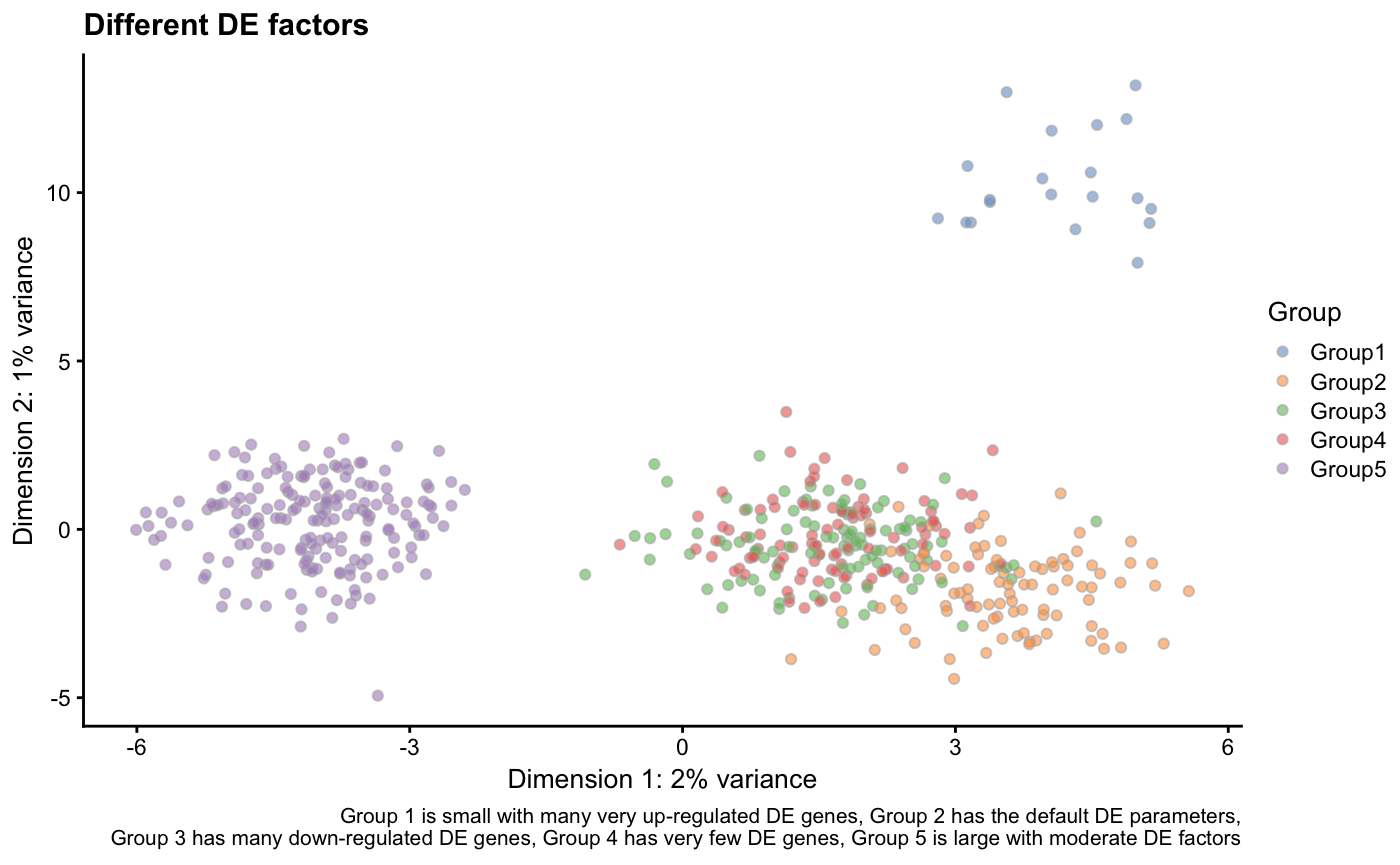 Different DE factors
10
5
0
-5
Dimension 2: 1% variance
-6
-3
0
3
6
Dimension 1: 2% variance
Group
Group1
Group2
Group3
Group4
Group5
Group 1 is small with many very up-regulated DE genes, Group 2 has the default DE parameters,
Group 3 has many down-regulated DE genes, Group 4 has very few DE genes, Group 5 is large with moderate DE factors